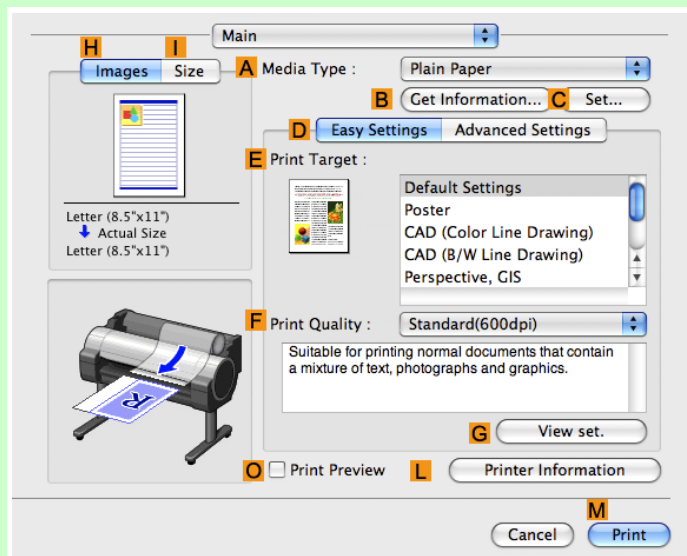 Main
H I
Images Size
A Media Type : Plain Paper
B Get Information... C Set...
D Easy Settings Advanced Settings
E Print Target :
Default Settings
Poster
CAD (Color Line Drawing)
CAD (B/W Line Drawing)
Perspective, GIS
Letter (8.5"x11")
Actual Size
Letter (8.5"x11")
F Print Quality : Standard(600dpi)
Suitable for printing normal documents that contain
a mixture of text, photographs and graphics.
R
G View set.
O Print Preview L Printer Information
M
Cancel Print